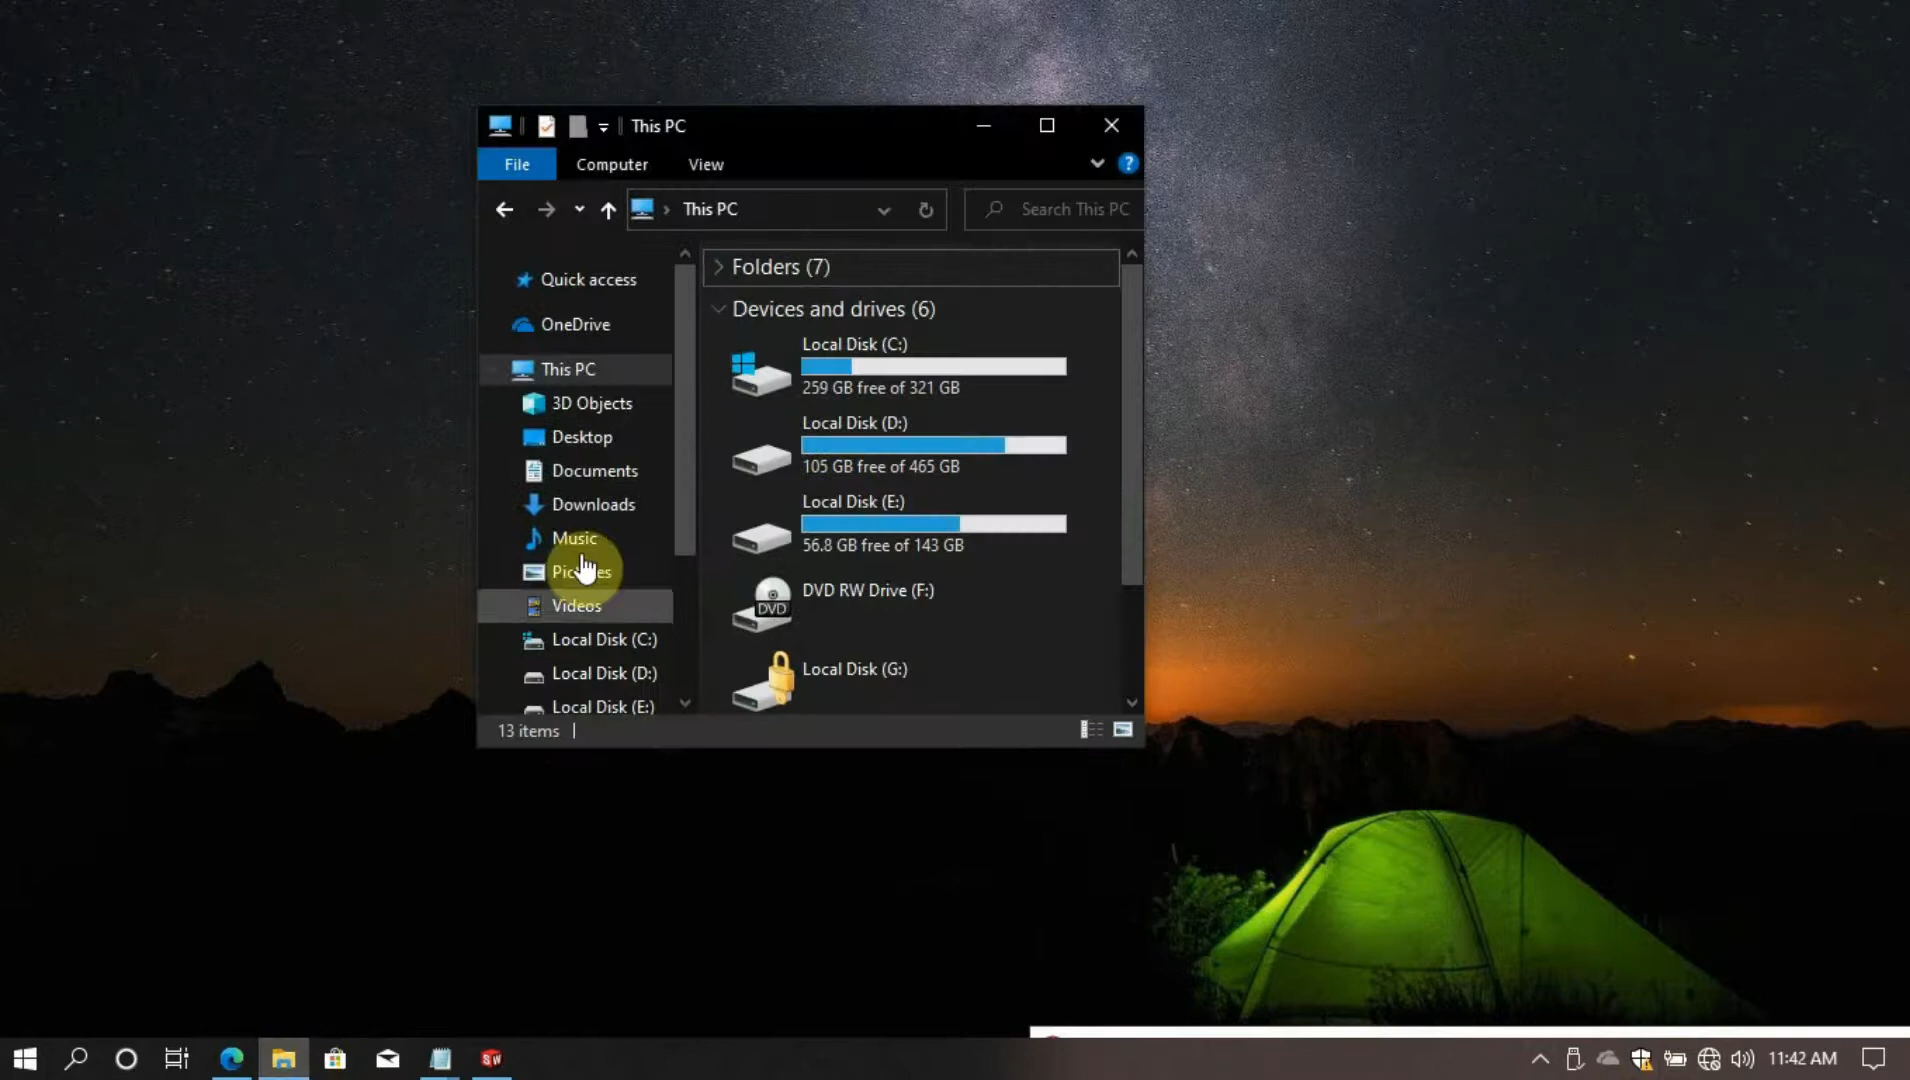 This PC
File
Computer
View
?
This PC
Search This PC
Quick access
OneDrive
This PC
3D Objects
Desktop
Documents
Downloads
Music
Videos
Local Disk (C:)
Local Disk (D:)
Local Disk (E:)
Folders (7)
Devices and drives (6)
Local Disk (C:)
259 GB free of 321 GB
Local Disk (D:)
105 GB free of 465 GB
Local Disk (E:)
56.8 GB free of 143 GB
DVD
DVD RW Drive (F:)
Local Disk (G:)
13 items
SW
11:42 AM